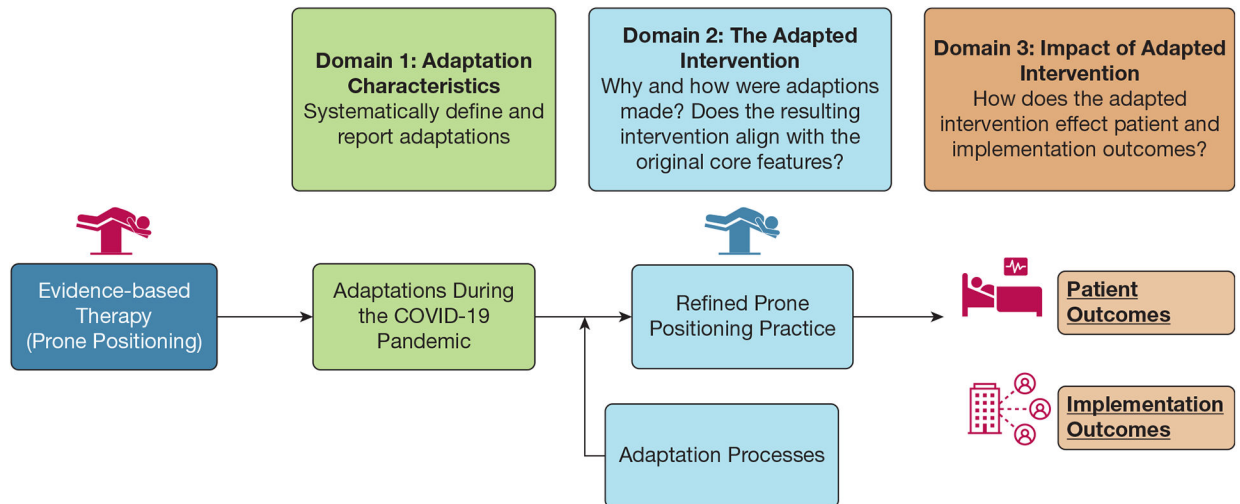 Domain 1: Adaptation
Characteristics
Systematically define and
report adaptations
Domain 2: The Adapted
Intervention
Why and how were adaptions
made? Does the resulting
intervention align with the
original core features?
Domain 3: Impact of Adapted
Intervention
How does the adapted
intervention effect patient and
implementation outcomes?
Evidence-based
Therapy
(Prone Positioning)
Adaptations During
the COVID-19
Pandemic
Refined Prone
Positioning Practice
Patient
Outcomes
Implementation
Outcomes
Adaptation Processes